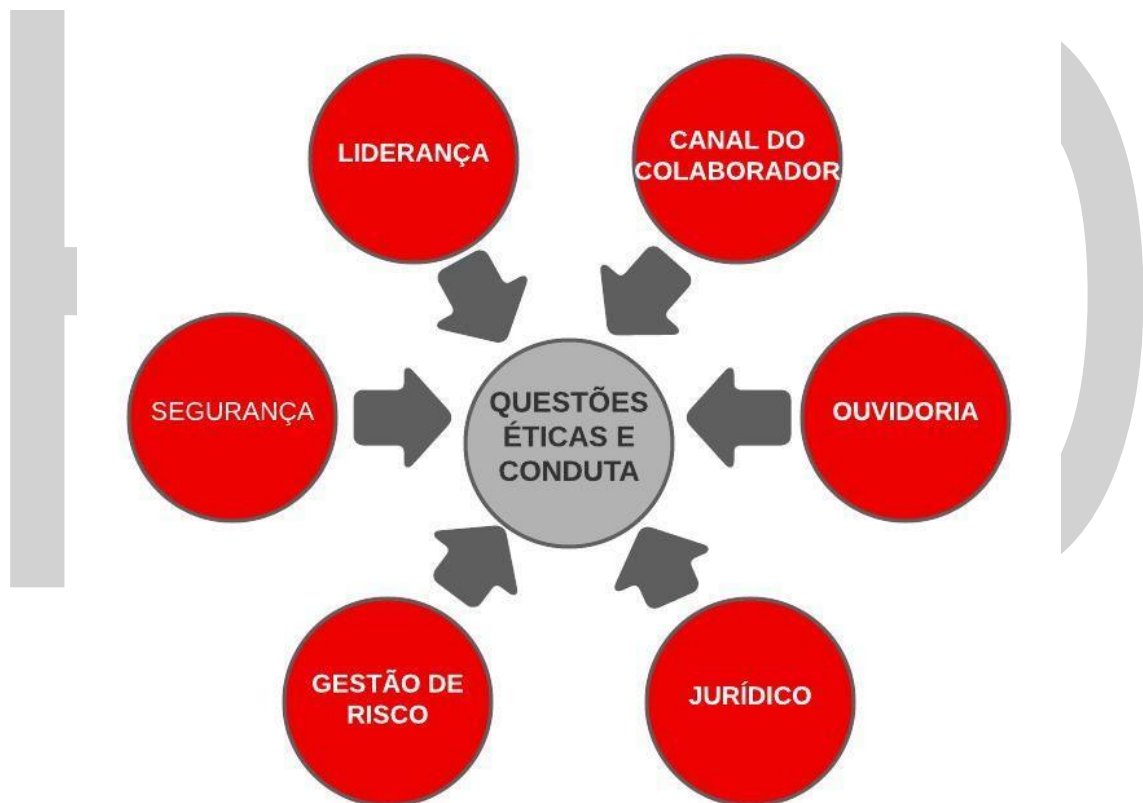 LIDERANÇA
CANAL DO
COLABORADOR
SEGURANÇA
QUESTÕES
ÉTICAS E
CONDUTA
OUVIDORIA
GESTÃO DE
RISCO
JURÍDICO